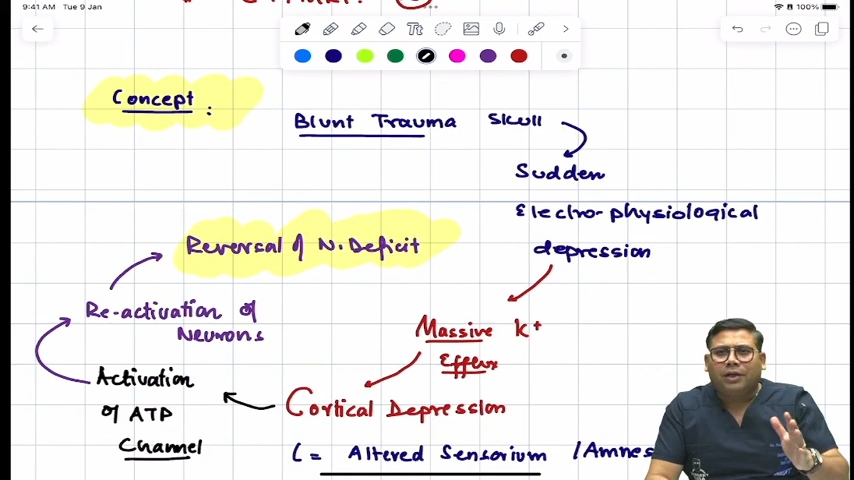 9:41 AM Tue 9 Jan
100%
Concept :
Blunt Trauma Skull
Sudden
Electro-physiological
depression
Reversal of N. Deficit
Re-activation of
Neurons
Massive K+
Efflux
Activation
of ATP
Channel
Cortical Depression
(= Altered Sensorium /Amnes